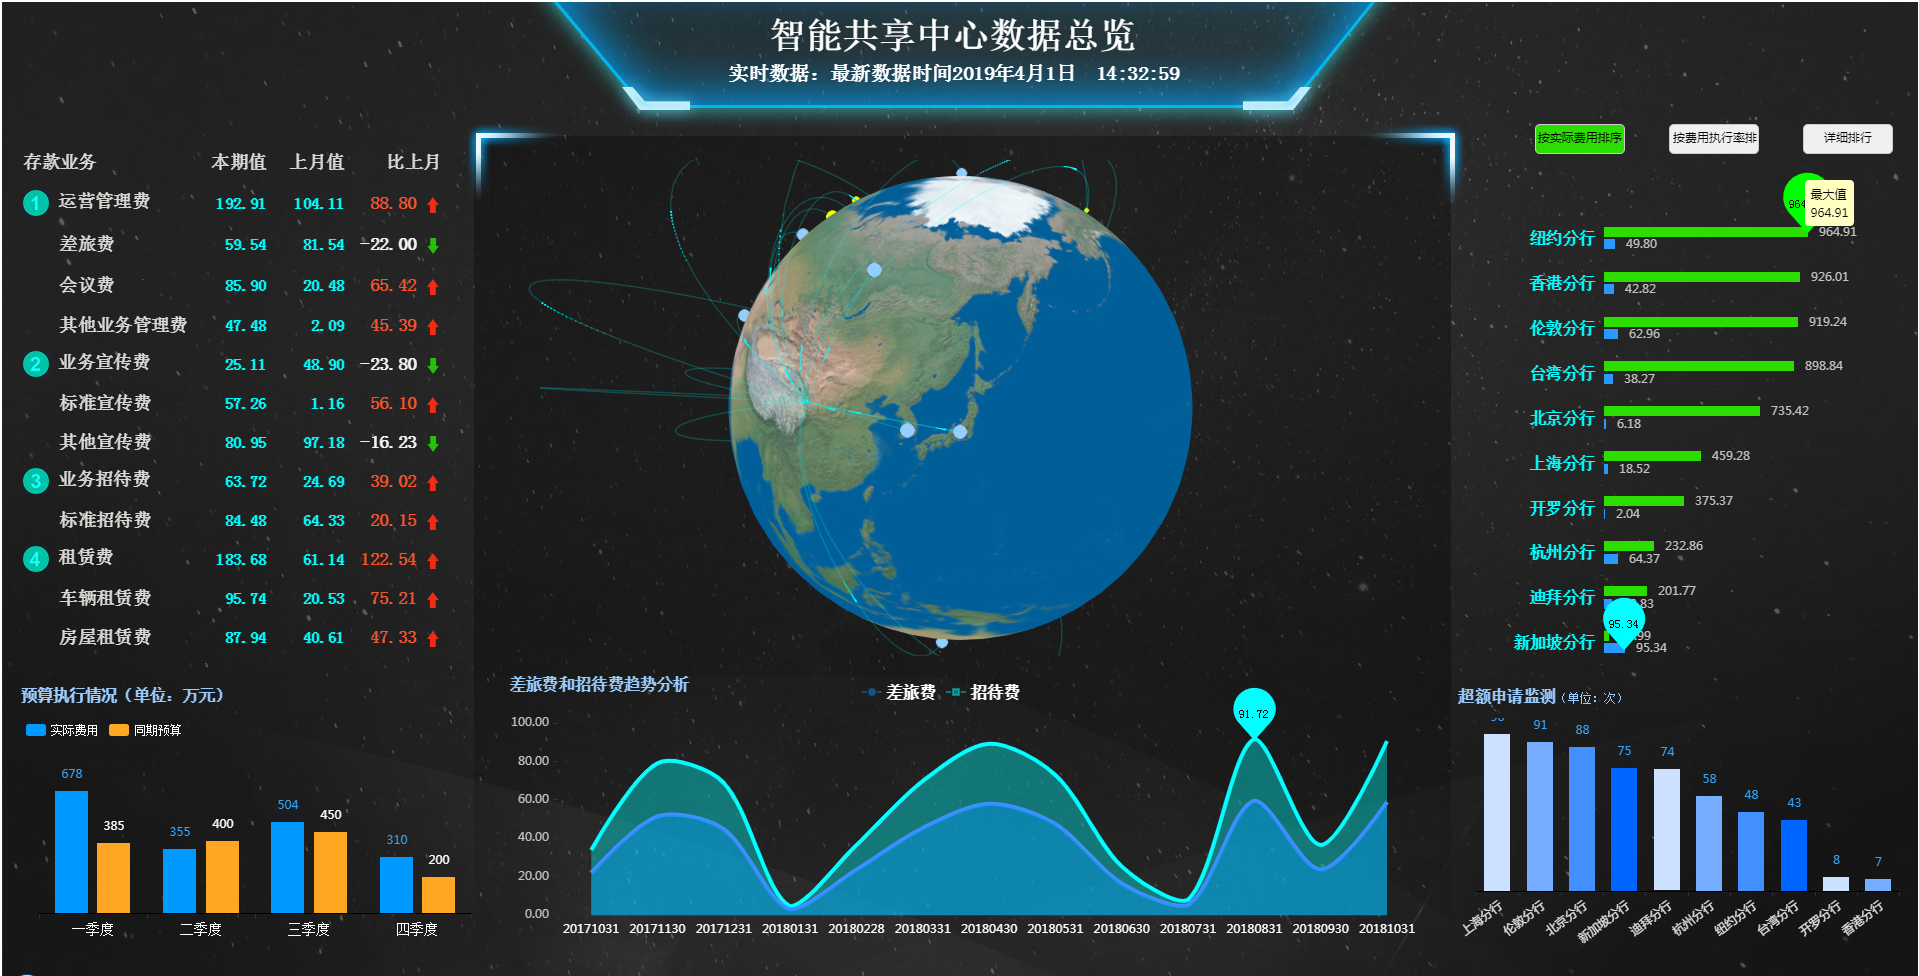 智能共享中心数据总览
实时数据：最新数据时间2019年4月1日 14:32:59
存款业务 本期值 上月值 比上月
1 运营管理费 192.91 104.11 88.80
差旅费 59.54 81.54 -22.00
会议费 85.90 20.48 65.42
其他业务管理费 47.48 2.09 45.39
2 业务宣传费 25.11 48.90 -23.80
标准宣传费 57.26 1.16 56.10
其他宣传费 80.95 97.18 -16.23
3 业务招待费 63.72 24.69 39.02
标准招待费 84.48 64.33 20.15
4 租赁费 183.68 61.14 122.54
车辆租赁费 95.74 20.53 75.21
房屋租赁费 87.94 40.61 47.33
按实际费用排序 按费用执行率排 详细排行
最大值
964.91
纽约分行 964.91
49.80
香港分行 926.01
42.82
伦敦分行 919.24
62.96
台湾分行 898.84
38.27
北京分行 735.42
6.18
上海分行 459.28
18.52
开罗分行 375.37
2.04
杭州分行 232.86
64.37
迪拜分行 201.77
新加坡分行
95.34
95.34
预算执行情况（单位：万元）
实际费用 同期预算
678 385 355 400 504 450 310 200
一季度 二季度 三季度 四季度
差旅费和招待费趋势分析
差旅费 招待费
91.72
100.00
80.00
60.00
40.00
20.00
0.00
20171031 20171130 20171231 20180131 20180228 20180331 20180430 20180531 20180630 20180731 20180831 20180930 20181031
超额申请监测（单位：次）
91 88 75 74 58 48 43 8 7
上海分行 伦敦分行 北京分行 新加坡分行 迪拜分行 杭州分行 纽约分行 台湾分行 开罗分行 香港分行